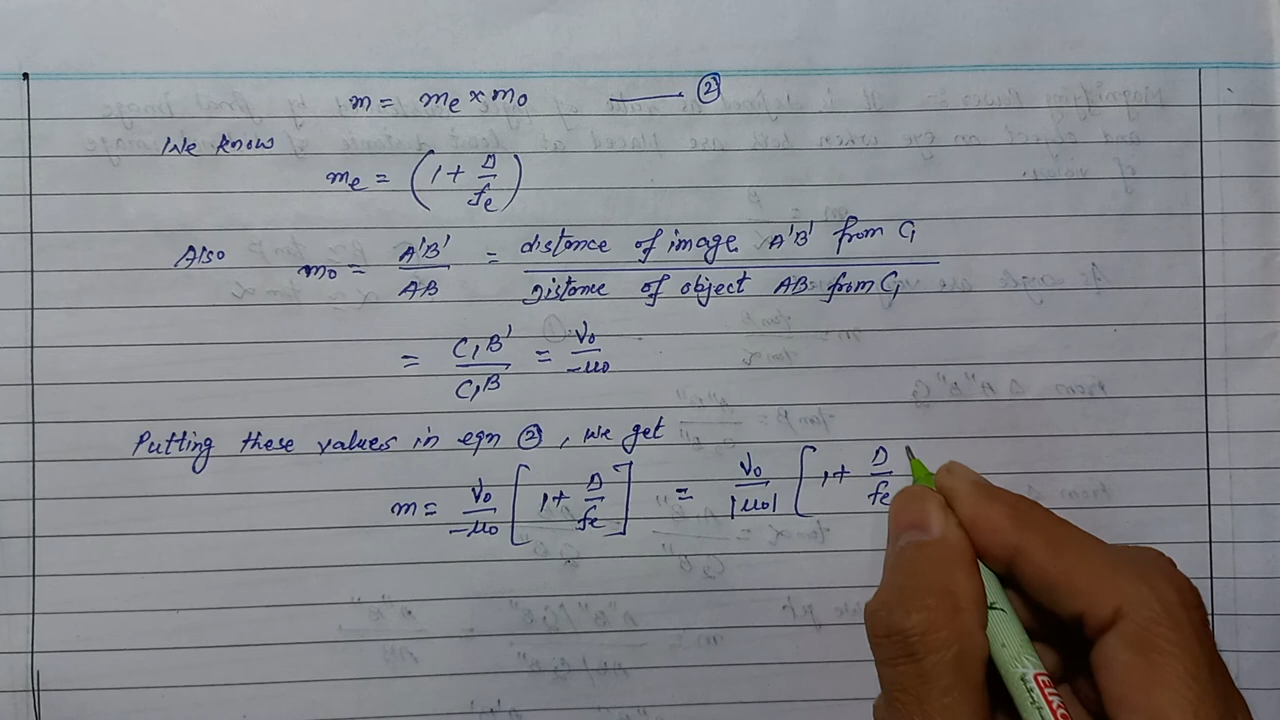 m = me × mo ——— ②
We know
me = (1 + D/fe)
Also mo = A'B'/AB = distance of image A'B' from C1/Distance of object AB from C1
= C1B'/C1B = vo/-uo
Putting these values in eqn ②, we get
m = vo/-uo [1 + D/fe] = vo/|uo| [1 + D/fe